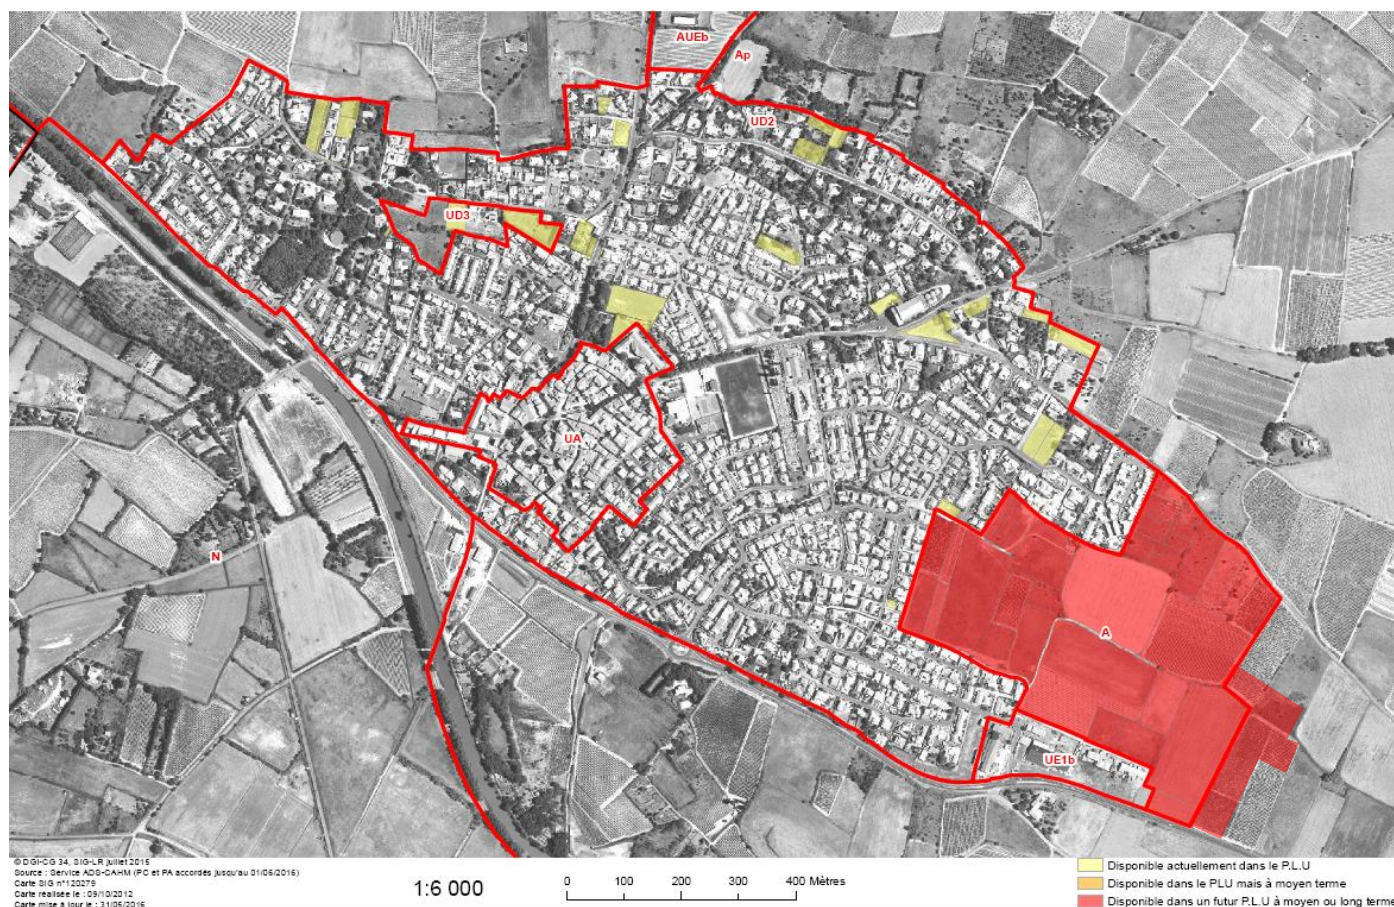 AUEb
Ap
UD2
UD3
UA
N
A
UE1b
© DGI-CG 34, SIG-LR juillet 2015
Source : Service ADS-CAHM (PC et PA accordés jusqu'au 01/06/2016)
Carte SIG n°120279
Carte réalisée le : 09/10/2012
Carte mise à jour le : 31/05/2016
1:6 000
0 100 200 300 400 Mètres
Disponible actuellement dans le P.L.U
Disponible dans le PLU mais à moyen terme
Disponible dans un futur P.L.U à moyen ou long terme